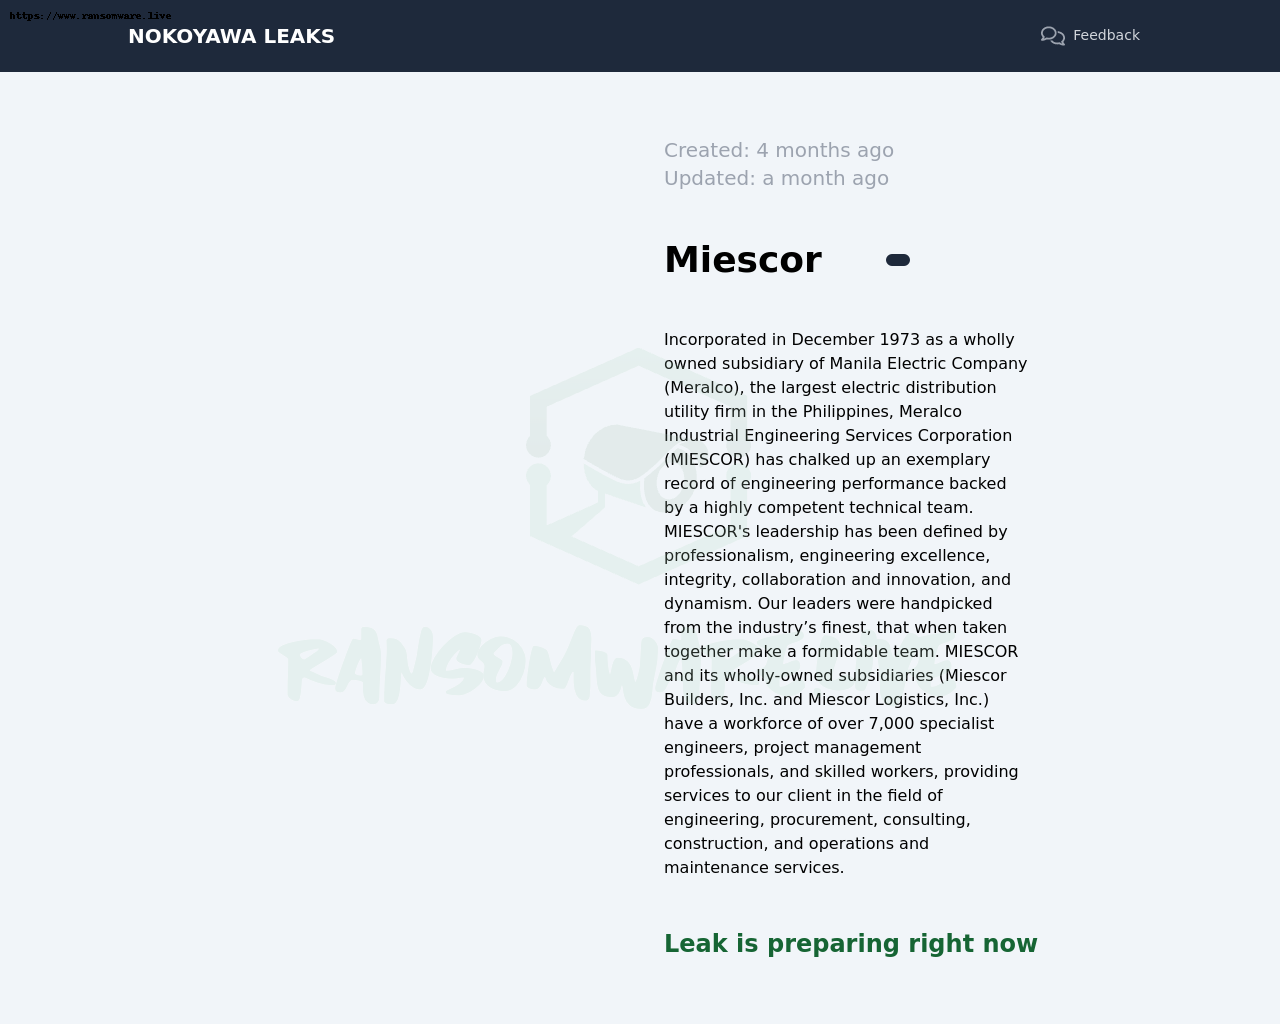 https://www.ransomware.live
NOKOYAWA LEAKS
Feedback
Created: 4 months ago
Updated: a month ago
Miescor
Incorporated in December 1973 as a wholly
owned subsidiary of Manila Electric Company
(Meralco), the largest electric distribution
utility firm in the Philippines, Meralco
Industrial Engineering Services Corporation
(MIESCOR) has chalked up an exemplary
record of engineering performance backed
by a highly competent technical team.
MIESCOR's leadership has been defined by
professionalism, engineering excellence,
integrity, collaboration and innovation, and
dynamism. Our leaders were handpicked
from the industry’s finest, that when taken
together make a formidable team. MIESCOR
and its wholly-owned subsidiaries (Miescor
Builders, Inc. and Miescor Logistics, Inc.)
have a workforce of over 7,000 specialist
engineers, project management
professionals, and skilled workers, providing
services to our client in the field of
engineering, procurement, consulting,
construction, and operations and
maintenance services.
RANSOMWARE LIVE
Leak is preparing right now